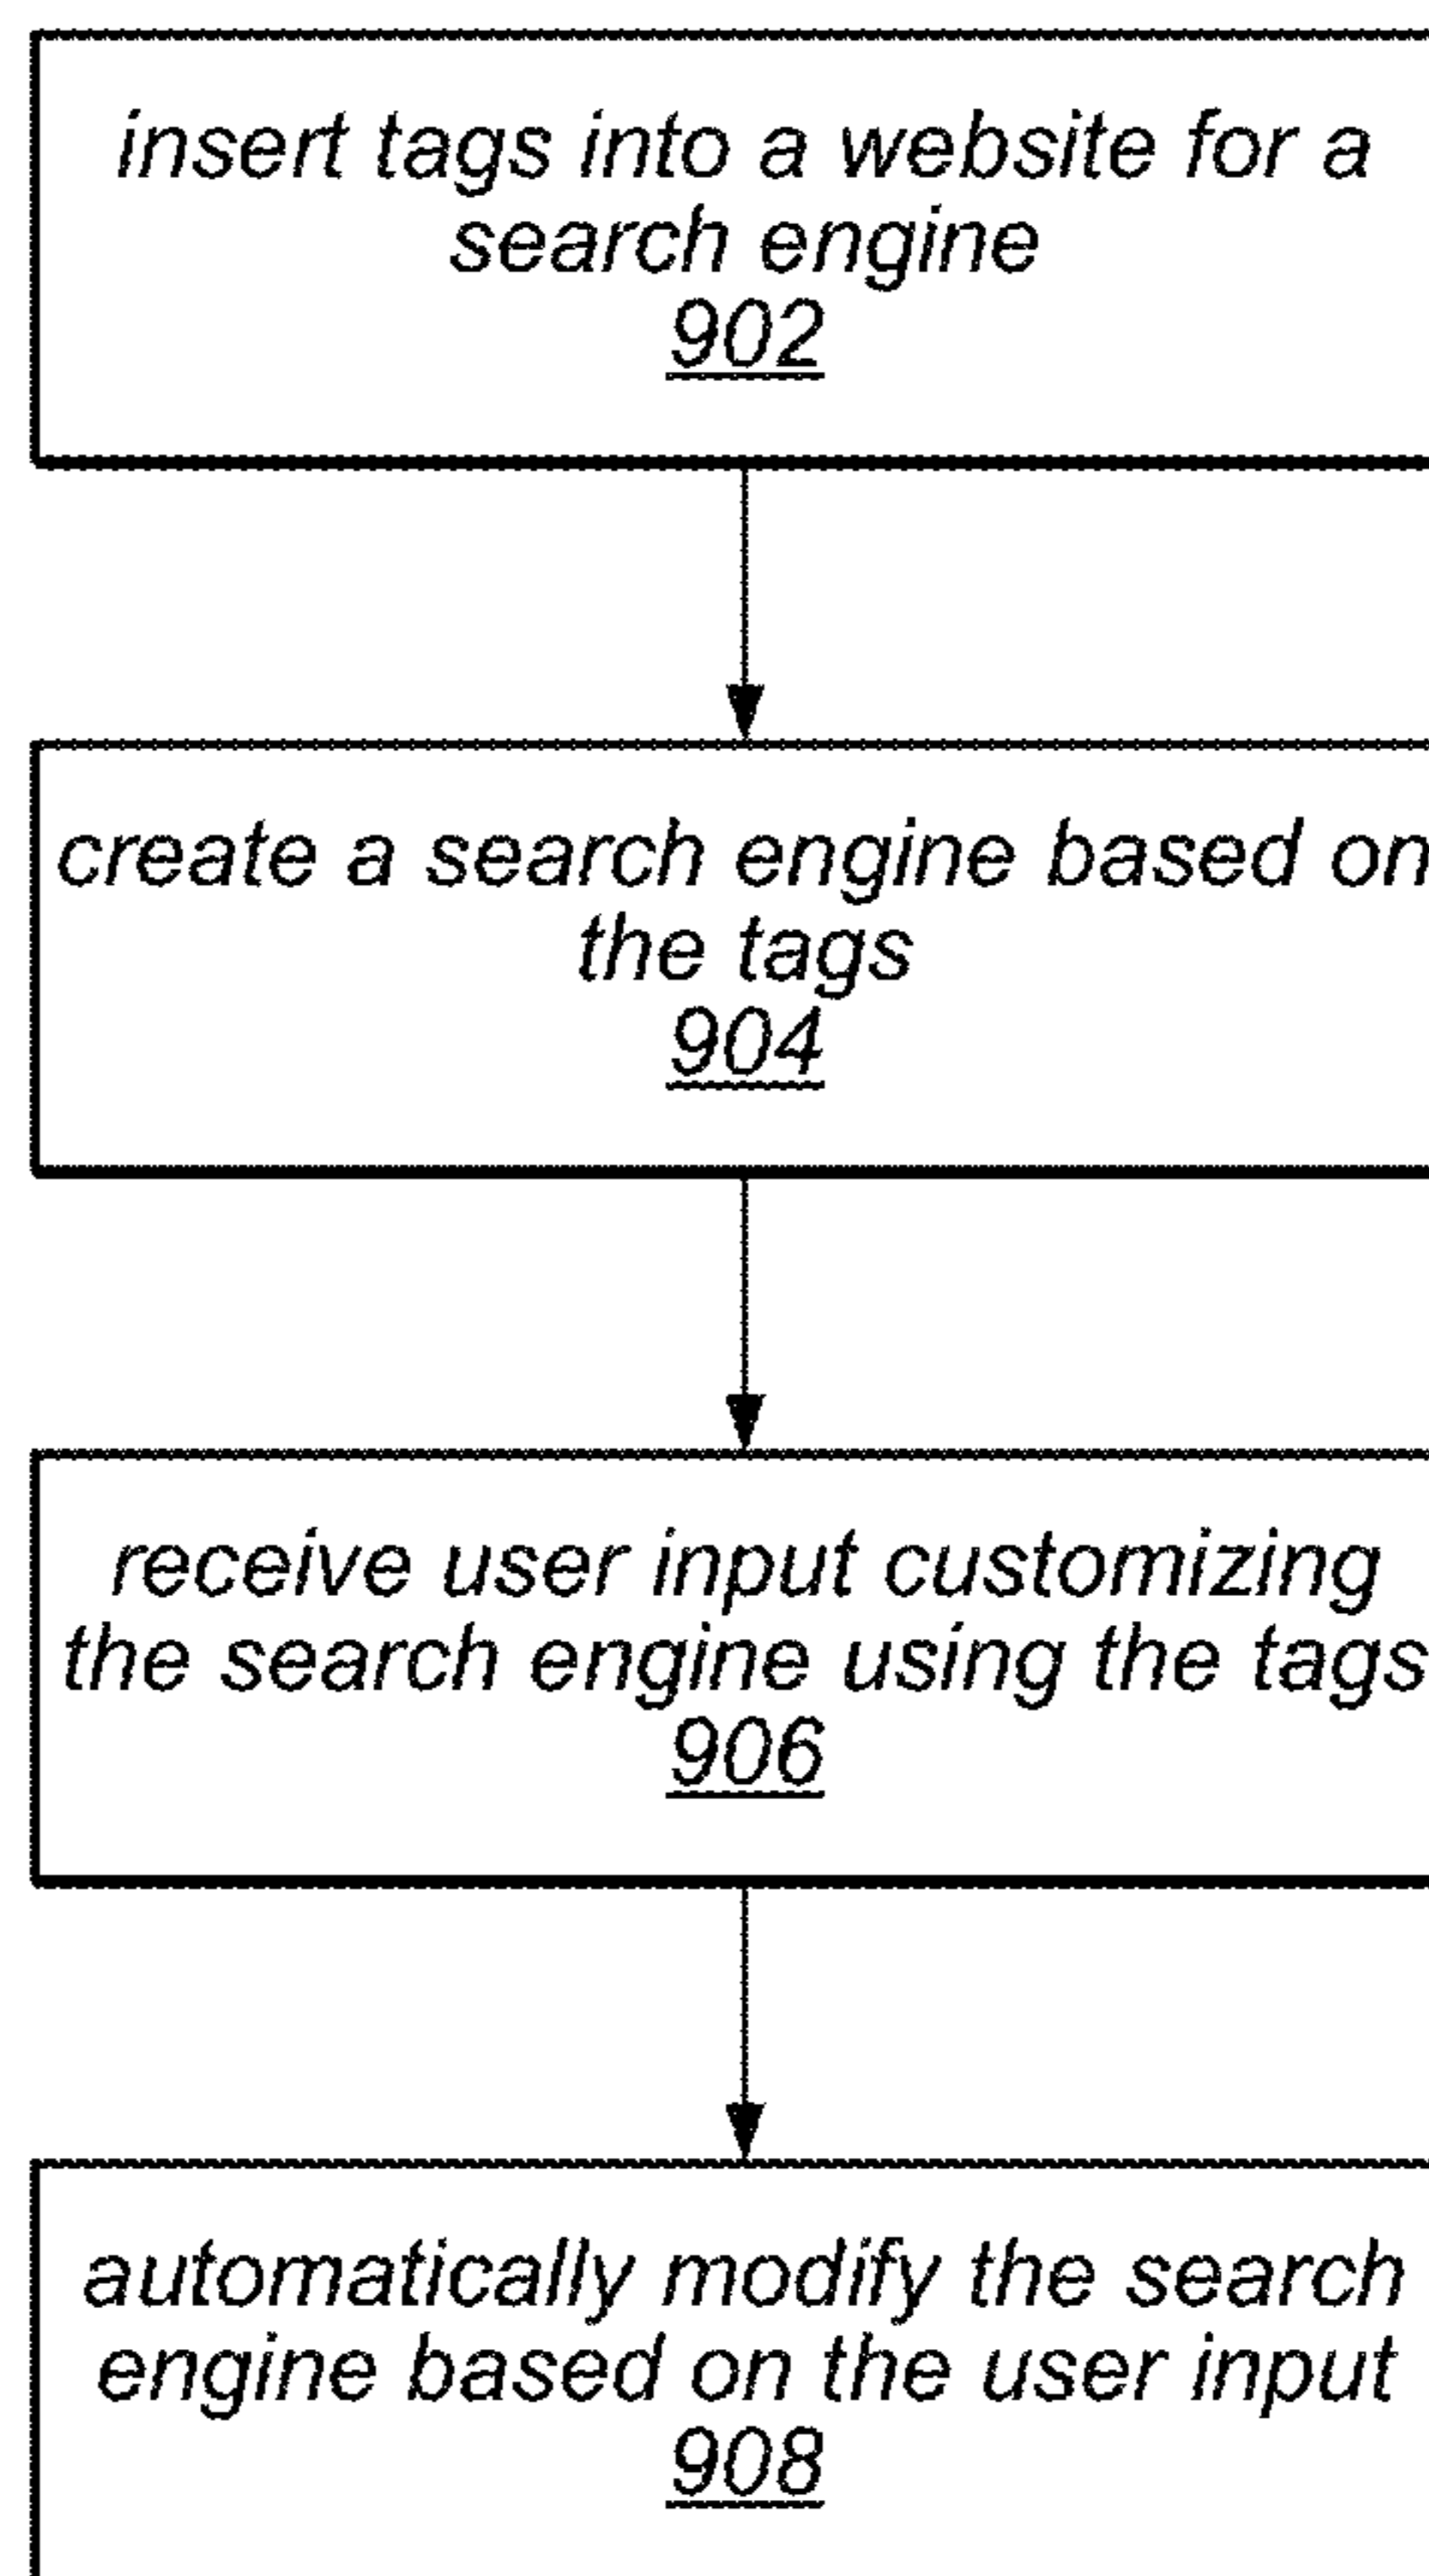 insert tags into a website for a
search engine
902
create a search engine based on
the tags
904
receive user input customizing
the search engine using the tags
906
automatically modify the search
engine based on the user input
908